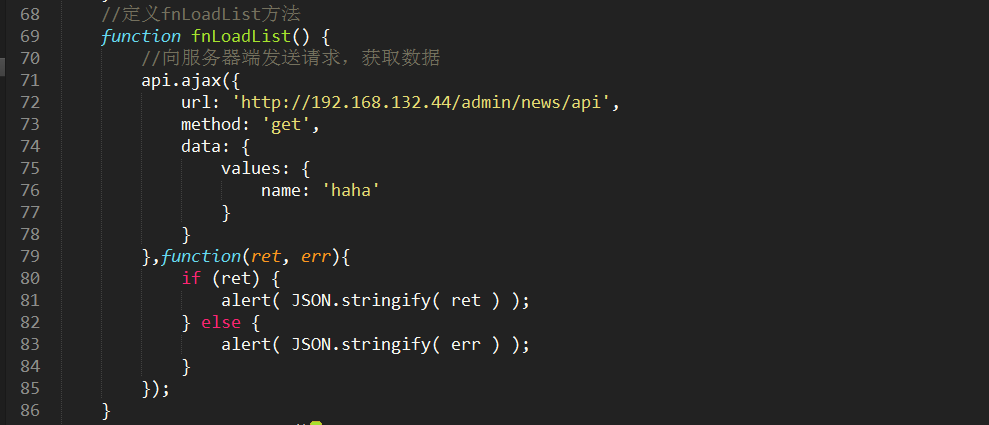 68 //定义fnLoadList方法
69 function fnLoadList() {
70 //向服务器端发送请求，获取数据
71 api.ajax({
72 url: 'http://192.168.132.44/admin/news/api',
73 method: 'get',
74 data: {
75 values: {
76 name: 'haha'
77 }
78 }
79 },function(ret, err){
80 if (ret) {
81 alert( JSON.stringify( ret ) );
82 } else {
83 alert( JSON.stringify( err ) );
84 }
85 });
86 }